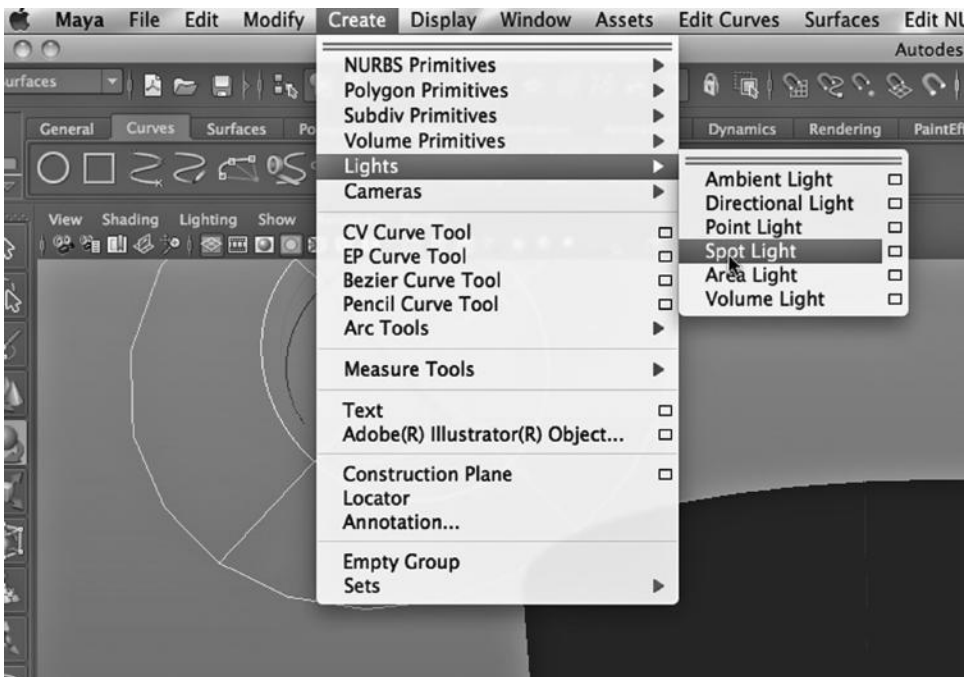 Maya File Edit Modify Create Display Window Assets Edit Curves Surfaces Edit NU
Autodes
urfaces
General Curves Surfaces Po Dynamics Rendering PaintEff
View Shading Lighting Show
NURBS Primitives
Polygon Primitives
Subdiv Primitives
Volume Primitives
Lights
Cameras
CV Curve Tool
EP Curve Tool
Bezier Curve Tool
Pencil Curve Tool
Arc Tools
Measure Tools
Text
Adobe(R) Illustrator(R) Object...
Construction Plane
Locator
Annotation...
Empty Group
Sets
Ambient Light
Directional Light
Point Light
Spot Light
Area Light
Volume Light